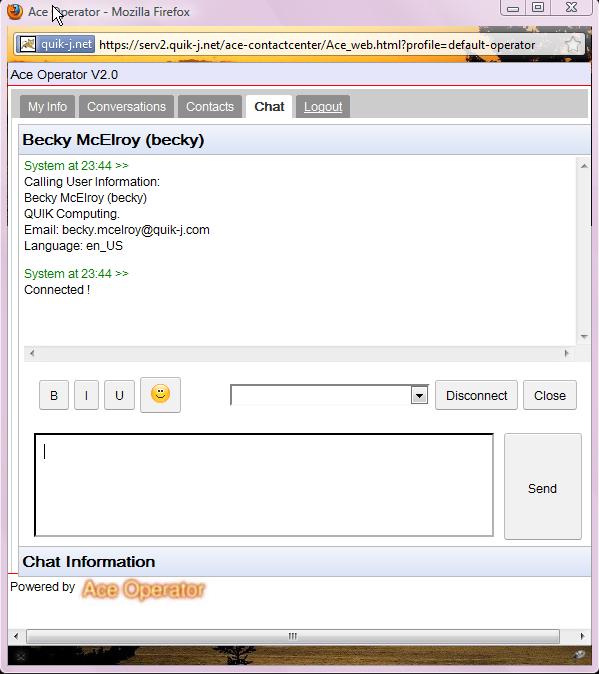 Ace Operator - Mozilla Firefox
quik-j.net https://serv2.quik-j.net/ace-contactcenter/Ace_web.html?profile=default-operator
Ace Operator V2.0
My Info Conversations Contacts Chat Logout
Becky McElroy (becky)
System at 23:44 >>
Calling User Information:
Becky McElroy (becky)
QUIK Computing.
Email: becky.mcelroy@quik-j.com
Language: en_US
System at 23:44 >>
Connected !
B I U Disconnect Close
Send
Chat Information
Powered by Ace Operator